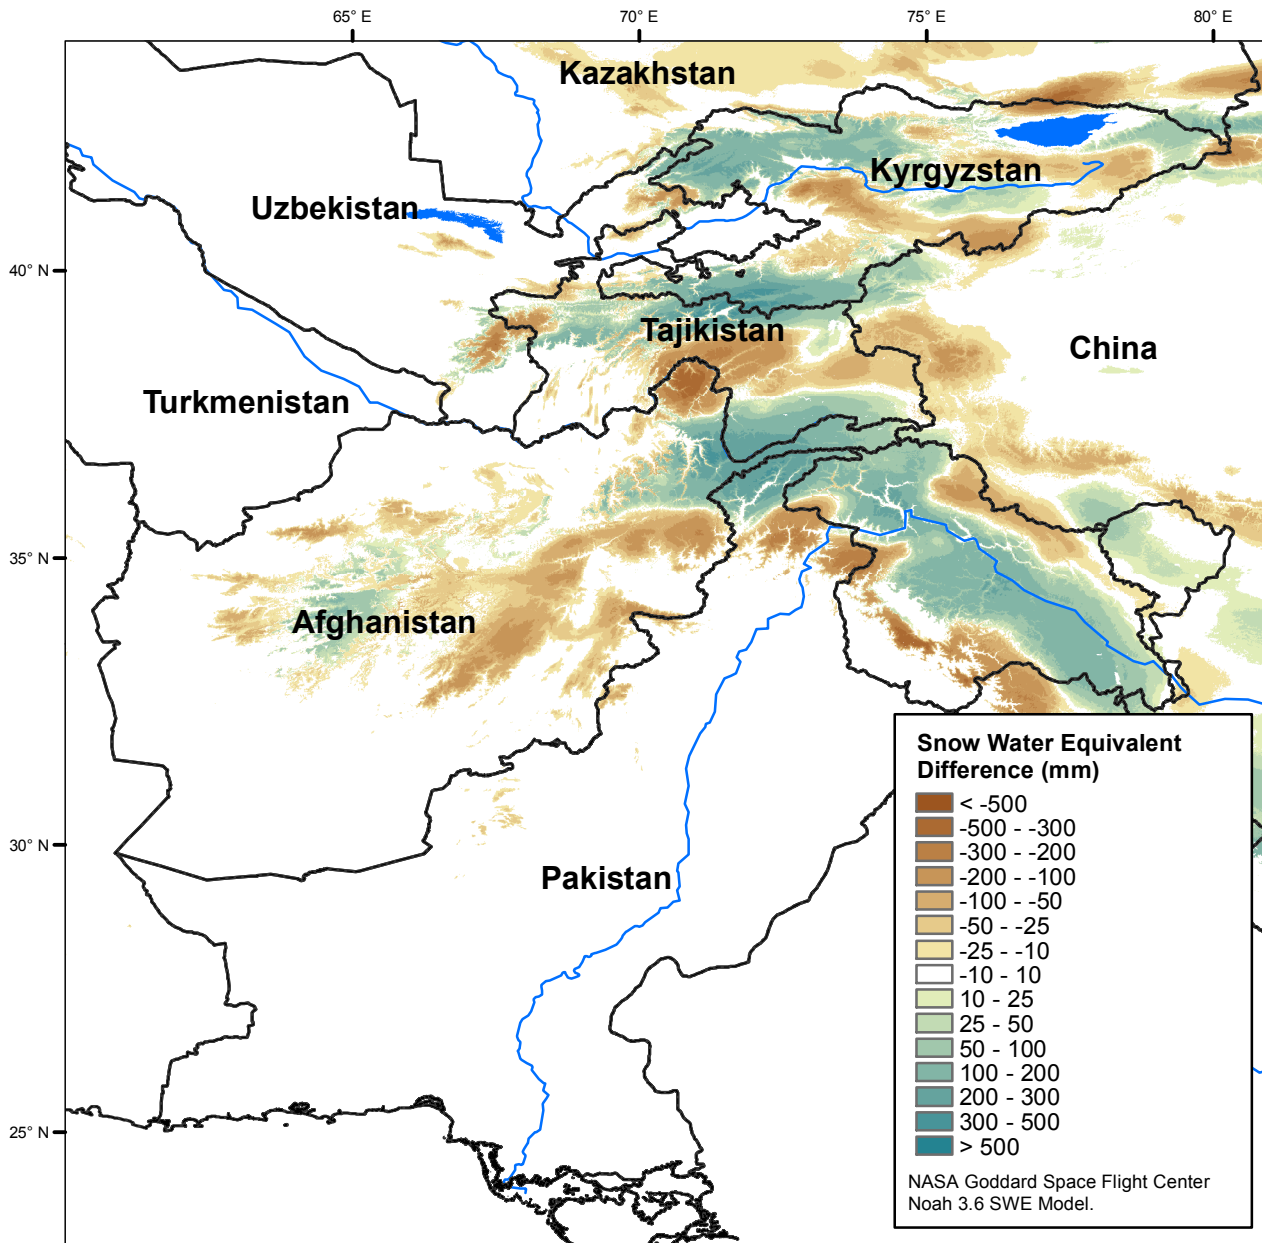 65° E
70° E
75° E
80° E
Kazakhstan
Kyrgyzstan
Uzbekistan
40° N
Tajikistan
China
Turkmenistan
35° N
Afghanistan
30° N
Pakistan
25° N
Snow Water Equivalent
Difference (mm)
< -500
-500 - -300
-300 - -200
-200 - -100
-100 - -50
-50 - -25
-25 - -10
-10 - 10
10 - 25
25 - 50
50 - 100
100 - 200
200 - 300
300 - 500
> 500
NASA Goddard Space Flight Center
Noah 3.6 SWE Model.